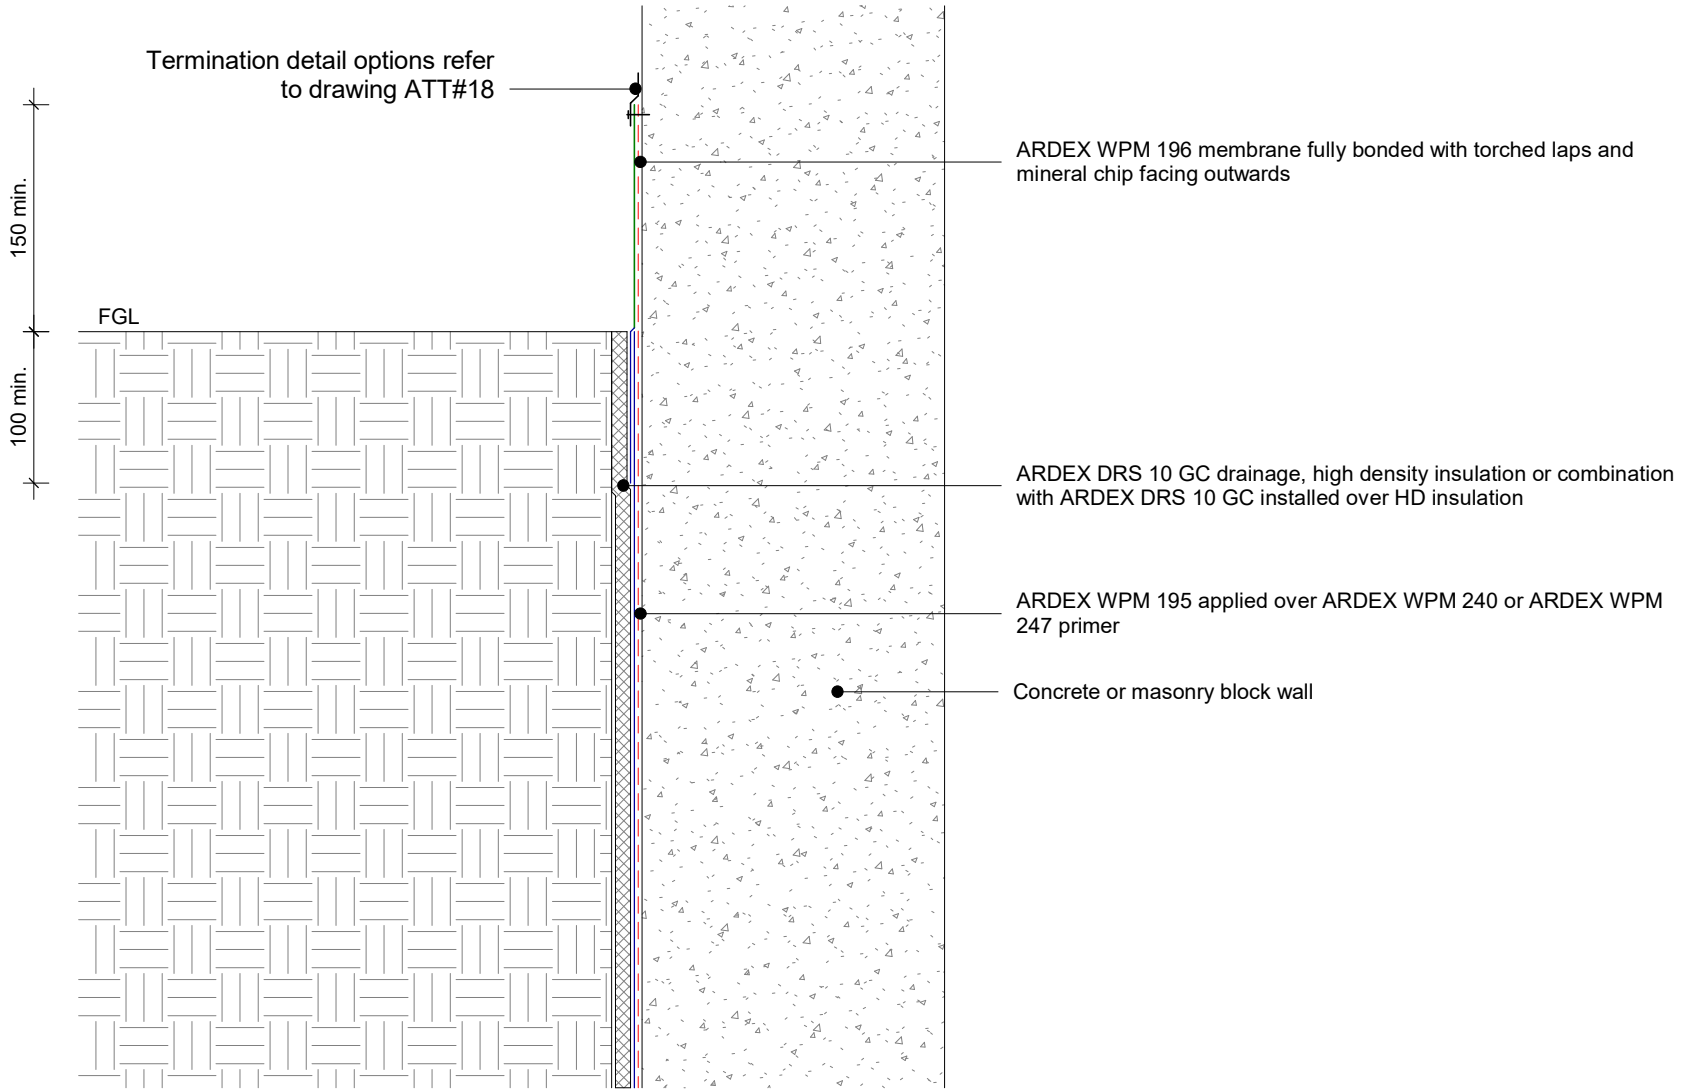 Termination detail options refer
to drawing ATT#18
150 min.
ARDEX WPM 196 membrane fully bonded with torched laps and
mineral chip facing outwards
FGL
100 min.
ARDEX DRS 10 GC drainage, high density insulation or combination
with ARDEX DRS 10 GC installed over HD insulation
ARDEX WPM 195 applied over ARDEX WPM 240 or ARDEX WPM
247 primer
Concrete or masonry block wall